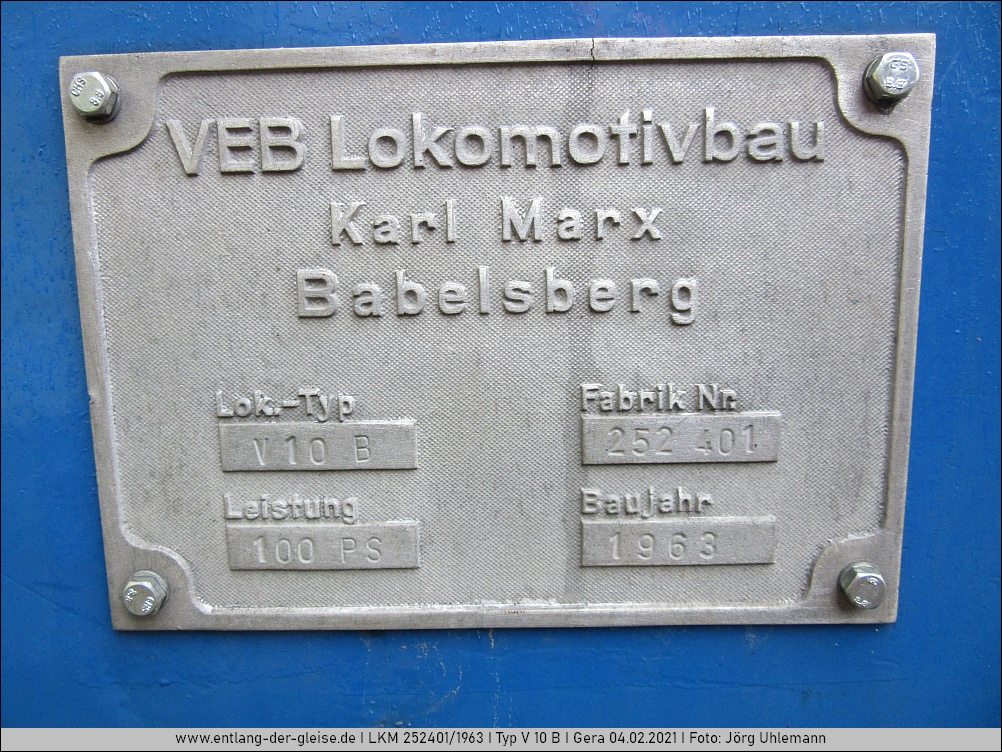 VEB Lokomotivbau
Karl Marx
Babelsberg
Lok.-Typ
V 10 B
Fabrik Nr.
252 401
Leistung
100 PS
Baujahr
1963
www.entlang-der-gleise.de I LKM 252401/1963 I Typ V 10 B I Gera 04.02.2021 I Foto: Jörg Uhlemann